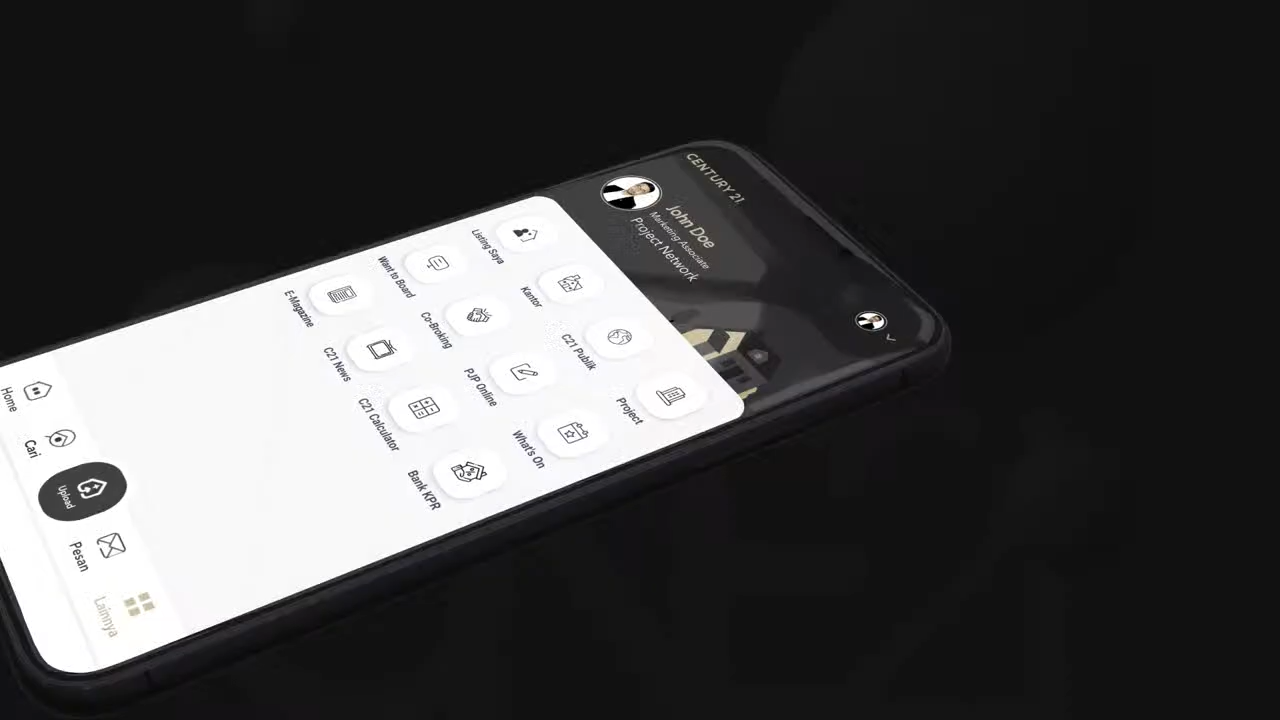 CENTURY 21.
John Doe
Marketing Associate
Project Network
Listing Saya
Kantor
C21 Publik
Project
Want to Board
Co-Broking
PJP Online
What's On
E-Magazine
C21 News
C21 Calculator
Bank KPR
Home
Cari
Upload
Pesan
Lainnya